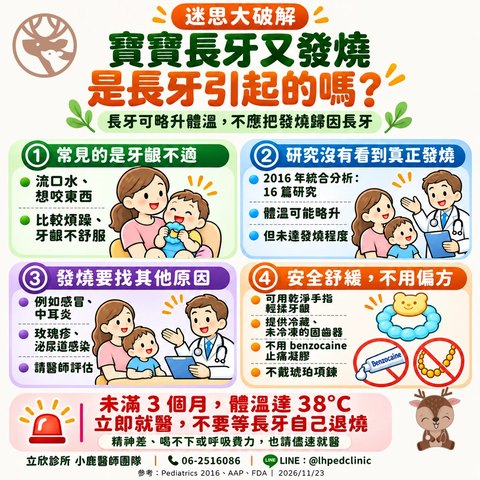 迷思大破解
寶寶長牙又發燒
是長牙引起的嗎？
長牙可略升體溫，不應把發燒歸因長牙
1 常見的是牙齦不適
流口水、
想咬東西
比較煩躁、
牙齦不舒服
2 研究沒有看到真正發燒
2016 年統合分析：
16 篇研究
體溫可能略升
但未達發燒程度
3 發燒要找其他原因
例如感冒、
中耳炎
玫瑰疹、
泌尿道感染
請醫師評估
4 安全舒緩，不用偏方
可用乾淨手指
輕揉牙齦
提供冷藏、
未冷凍的固齒器
不用 benzocaine
止痛凝膠
不戴琥珀項鍊
Benzocaine
未滿 3 個月，體溫達 38°C
立即就醫，不要等長牙自己退燒
精神差、喝不下或呼吸費力，也請儘速就醫
立欣診所 小鹿醫師團隊 | 06-2516086 | LINE LINE：@lhpedclinic
參考：Pediatrics 2016、AAP、FDA | 2026/11/23